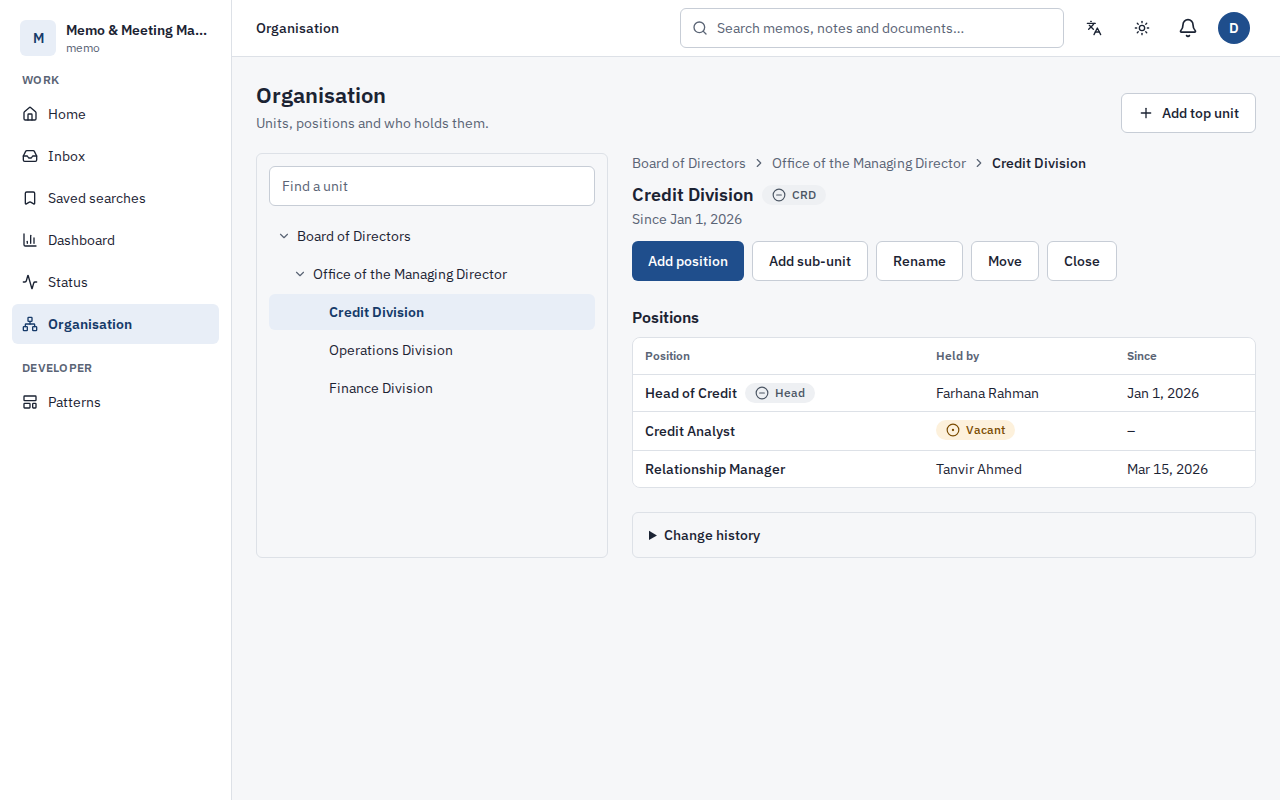 M
Memo & Meeting Ma...
memo
WORK
Home
Inbox
Saved searches
Dashboard
Status
Organisation
DEVELOPER
Patterns
Organisation
Search memos, notes and documents...
D
Organisation
Units, positions and who holds them.
Add top unit
Find a unit
Board of Directors
Office of the Managing Director
Credit Division
Operations Division
Finance Division
Board of Directors > Office of the Managing Director > Credit Division
Credit Division CRD
Since Jan 1, 2026
Add position Add sub-unit Rename Move Close
Positions
Position Held by Since
Head of Credit Head Farhana Rahman Jan 1, 2026
Credit Analyst Vacant –
Relationship Manager Tanvir Ahmed Mar 15, 2026
Change history